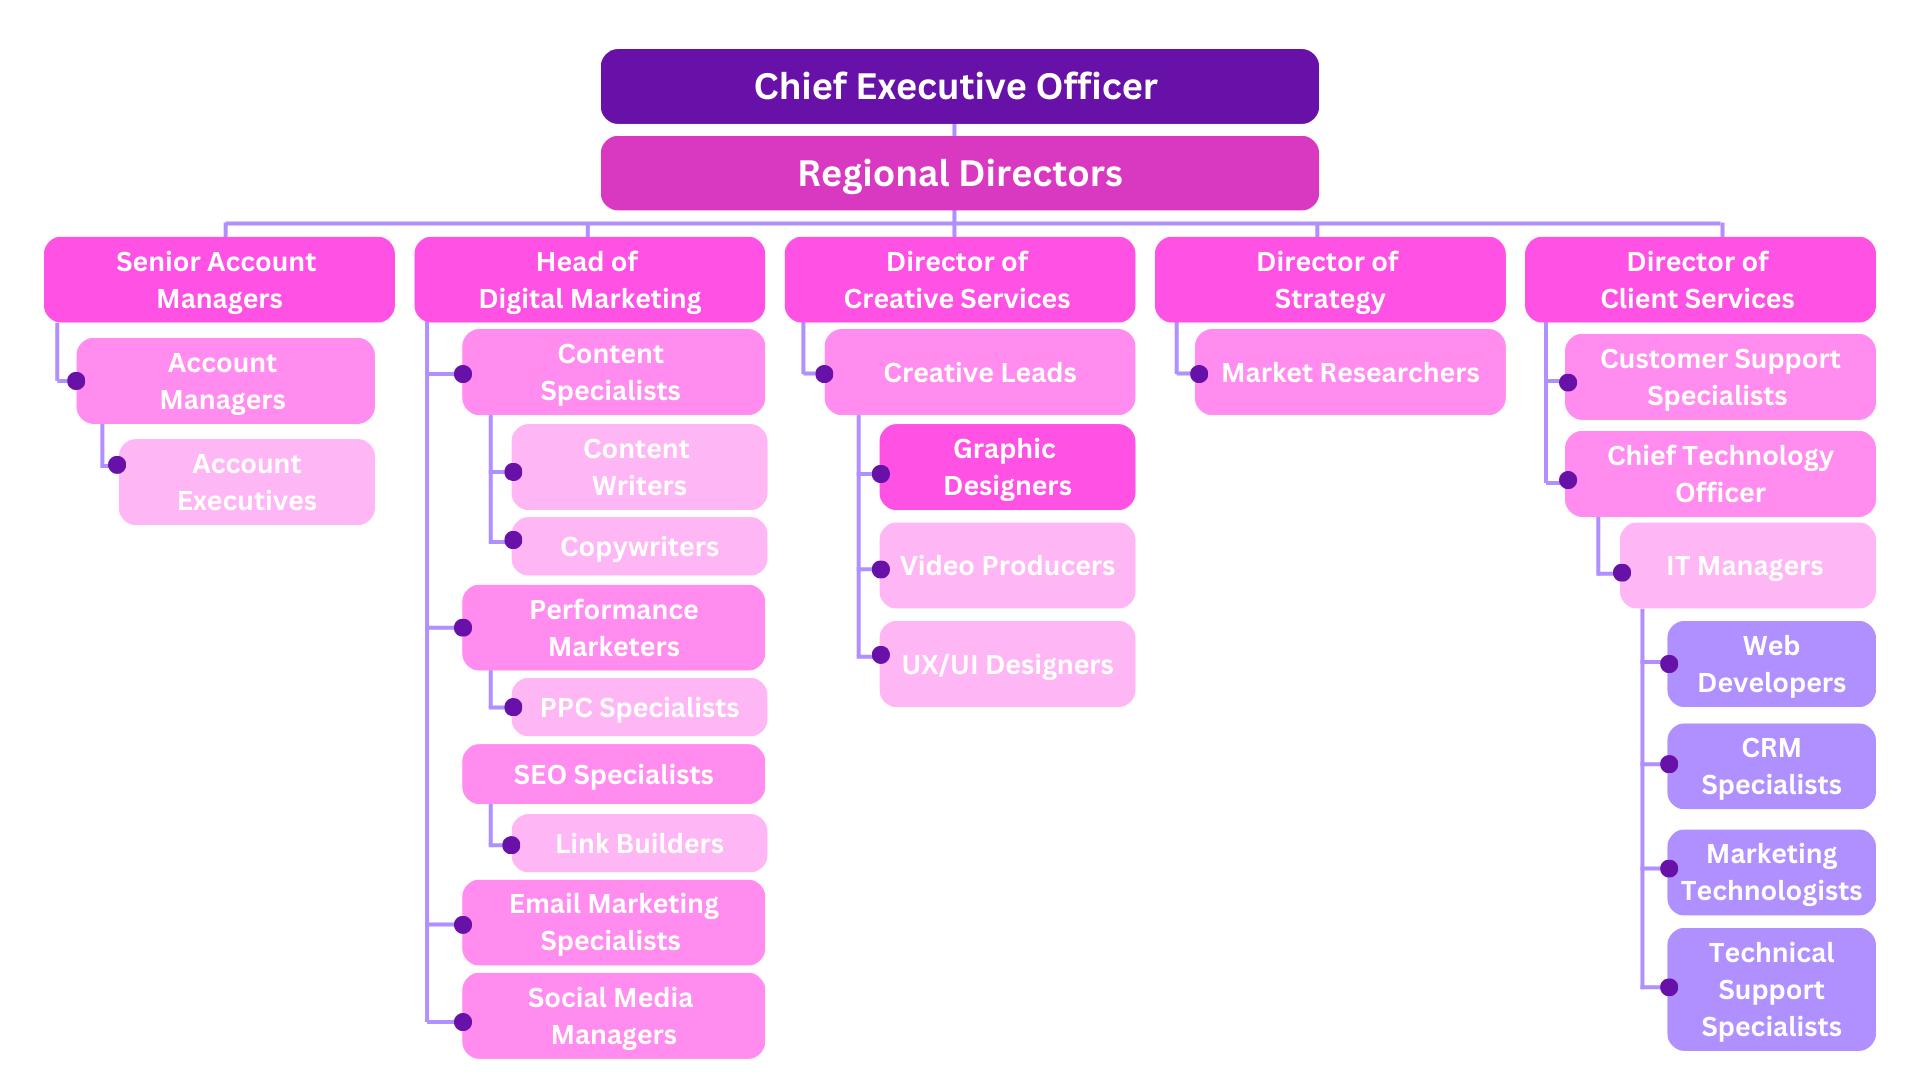 Chief Executive Officer
Regional Directors
Senior Account
Managers
Account
Managers
Account
Executives
Head of
Digital Marketing
Content
Specialists
Content
Writers
Copywriters
Performance
Marketers
PPC Specialists
SEO Specialists
Link Builders
Email Marketing
Specialists
Social Media
Managers
Director of
Creative Services
Creative Leads
Graphic
Designers
Video Producers
UX/UI Designers
Director of
Strategy
Market Researchers
Director of
Client Services
Customer Support
Specialists
Chief Technology
Officer
IT Managers
Web
Developers
CRM
Specialists
Marketing
Technologists
Technical
Support
Specialists